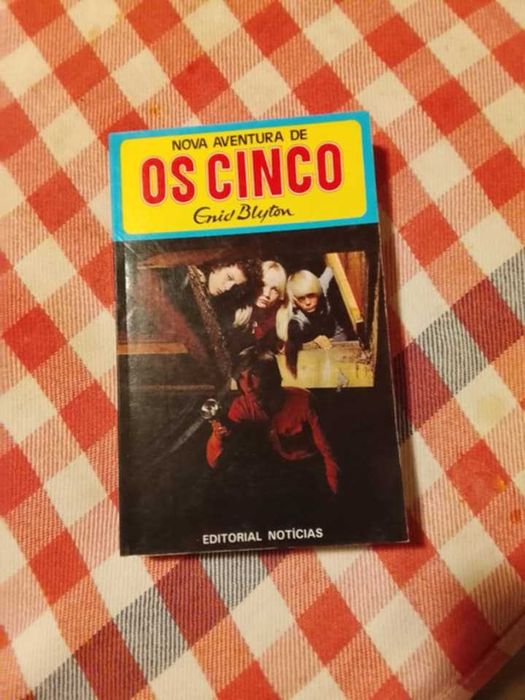 NOVA AVENTURA DE
OS CINCO
Enid Blyton
EDITORIAL NOTÍCIAS